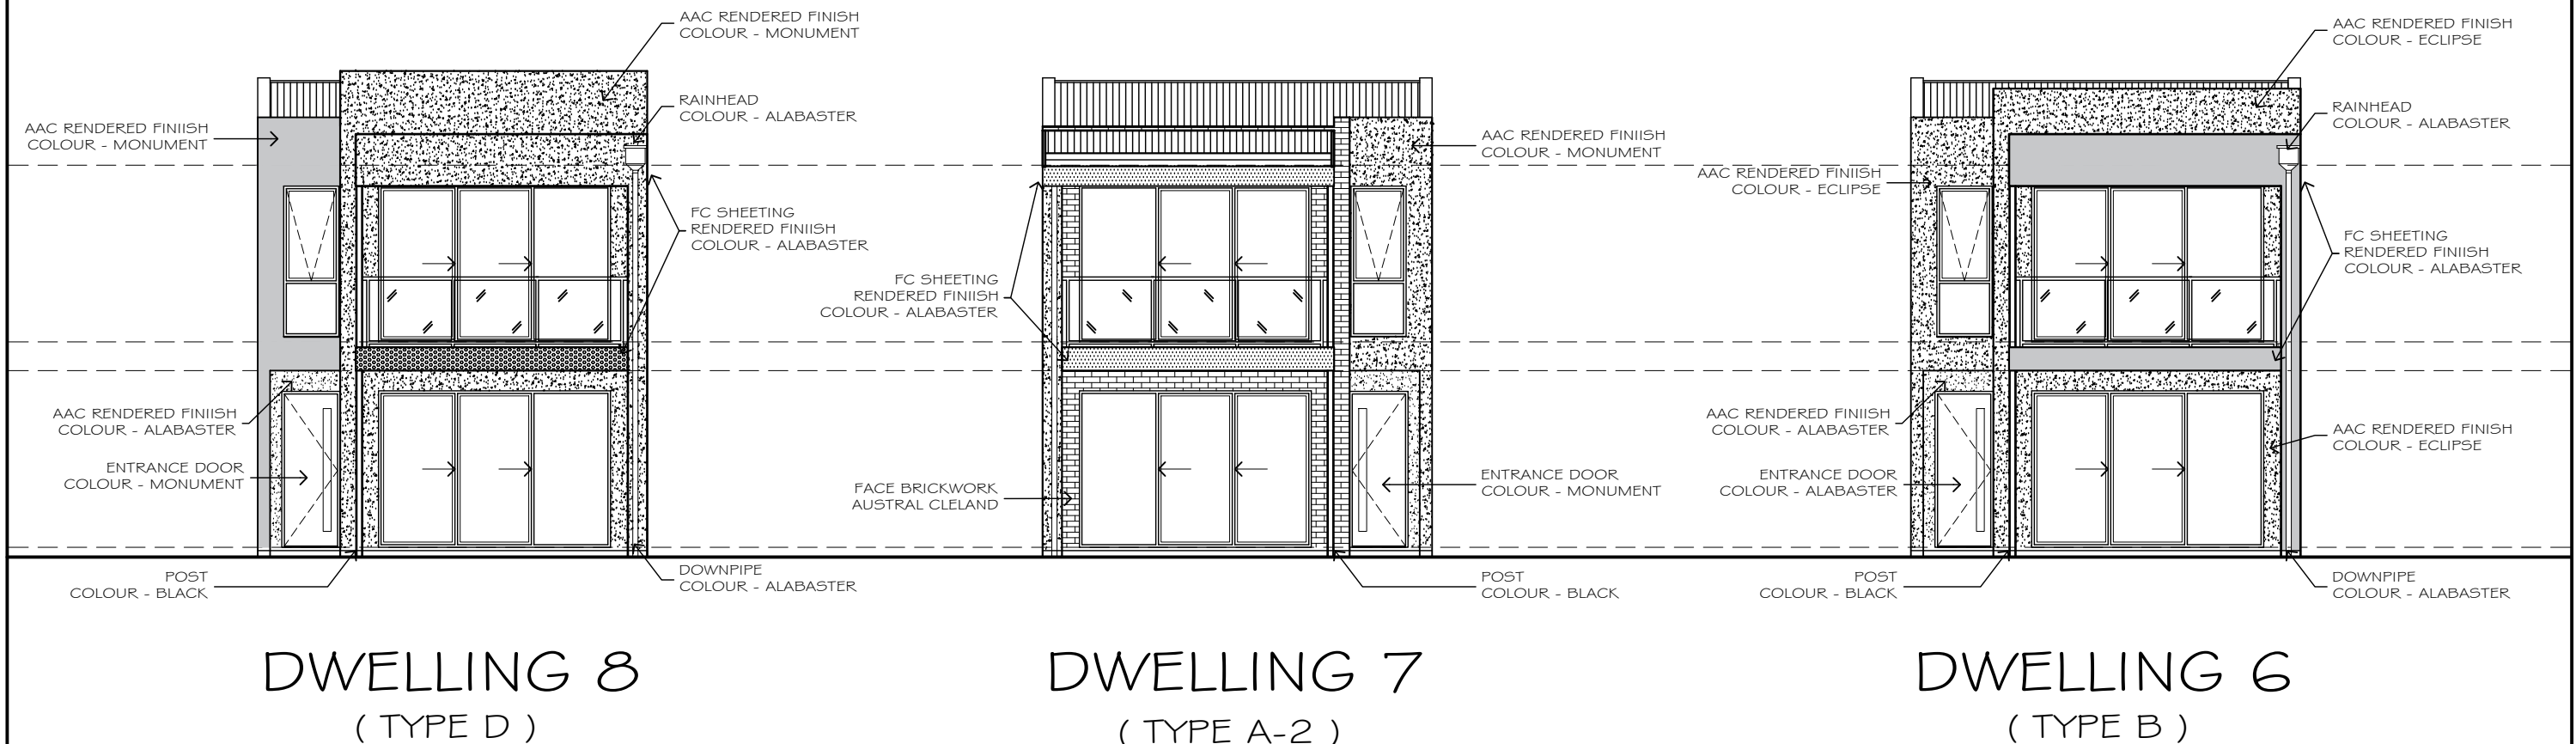 AAC RENDERED FINISH
COLOUR - MONUMENT
RAINHEAD
COLOUR - ALABASTER
AAC RENDERED FINIISH
COLOUR - MONUMENT
FC SHEETING
RENDERED FINIISH
COLOUR - ALABASTER
AAC RENDERED FINIISH
COLOUR - ALABASTER
ENTRANCE DOOR
COLOUR - MONUMENT
POST
COLOUR - BLACK
DOWNPIPE
COLOUR - ALABASTER
DWELLING 8
( TYPE D )
AAC RENDERED FINIISH
COLOUR - MONUMENT
FC SHEETING
RENDERED FINIISH
COLOUR - ALABASTER
FACE BRICKWORK
AUSTRAL CLELAND
ENTRANCE DOOR
COLOUR - MONUMENT
POST
COLOUR - BLACK
DWELLING 7
( TYPE A-2 )
AAC RENDERED FINISH
COLOUR - ECLIPSE
RAINHEAD
COLOUR - ALABASTER
AAC RENDERED FINIISH
COLOUR - ECLIPSE
FC SHEETING
RENDERED FINIISH
COLOUR - ALABASTER
AAC RENDERED FINIISH
COLOUR - ALABASTER
AAC RENDERED FINISH
COLOUR - ECLIPSE
ENTRANCE DOOR
COLOUR - ALABASTER
POST
COLOUR - BLACK
DOWNPIPE
COLOUR - ALABASTER
DWELLING 6
( TYPE B )